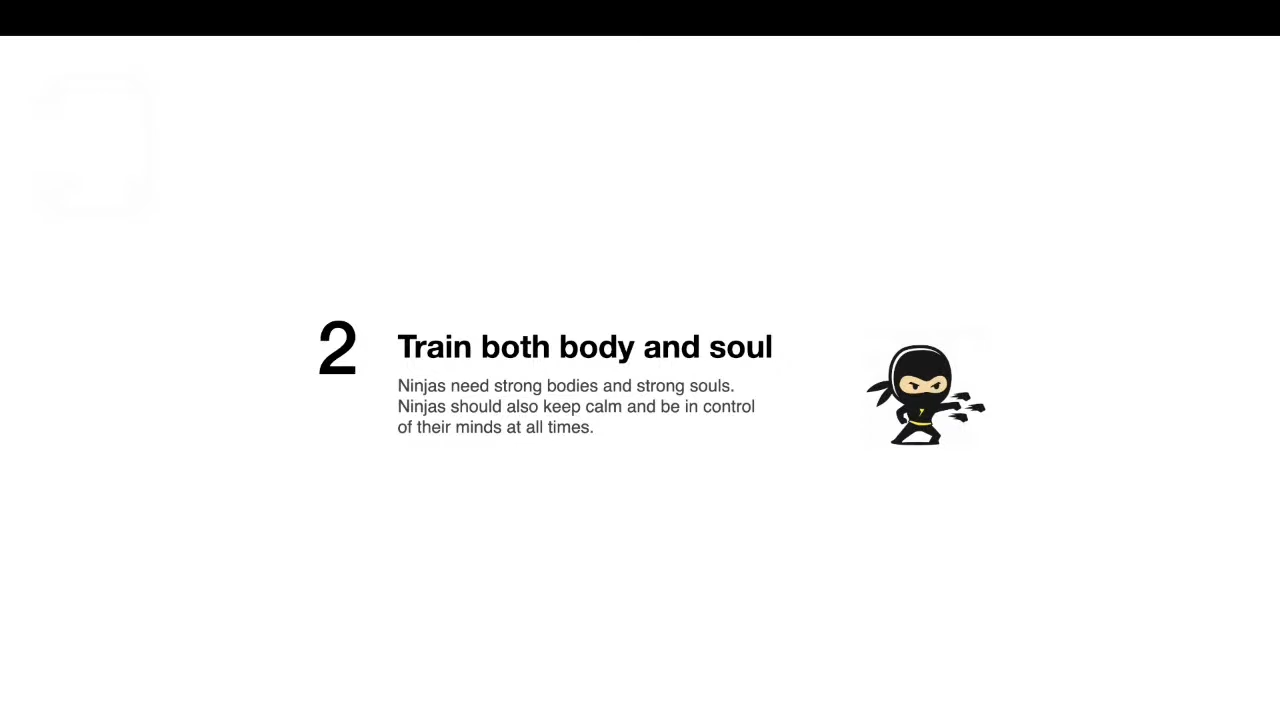 2
Train both body and soul
Ninjas need strong bodies and strong souls.
Ninjas should also keep calm and be in control
of their minds at all times.